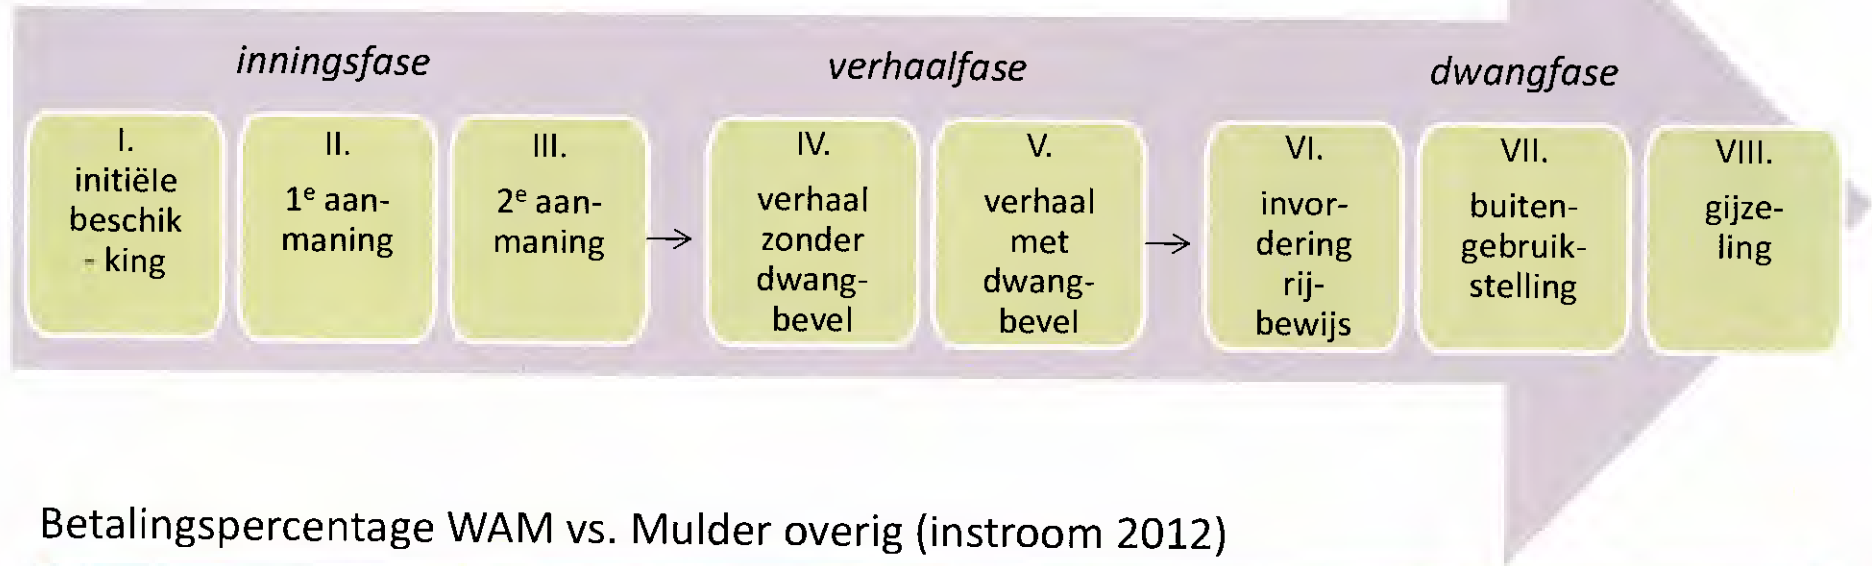 inningsfase
verhaalfase
dwangfase
I.
initiële
beschik
- king
II.
1e aan-
maning
III.
2e aan-
maning
IV.
verhaal
zonder
dwang-
bevel
V.
verhaal
met
dwang-
bevel
VI.
invor-
dering
rij-
bewijs
VII.
buiten-
gebruik-
stelling
VIII.
gijze-
ling
Betalingspercentage WAM vs. Mulder overig (instroom 2012)